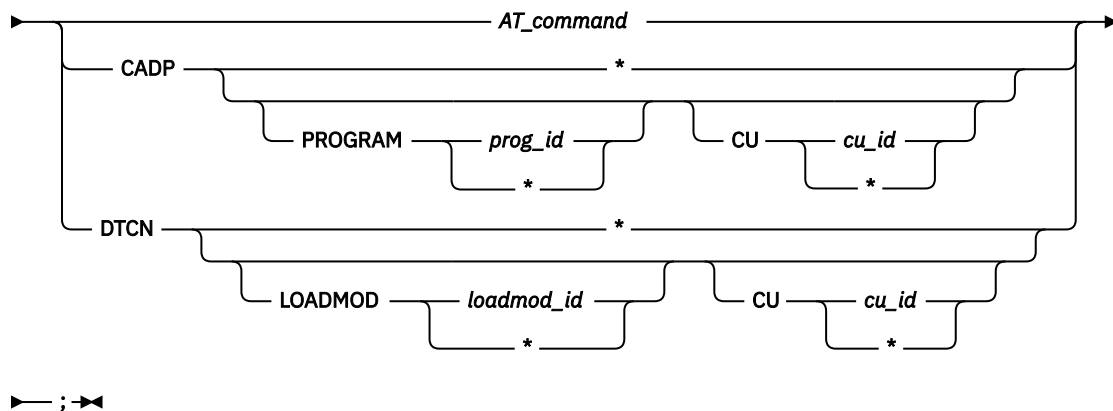 AT_command
CADP *
PROGRAM prog_id CU cu_id
* *
DTCN *
LOADMOD loadmod_id CU cu_id
* *
;